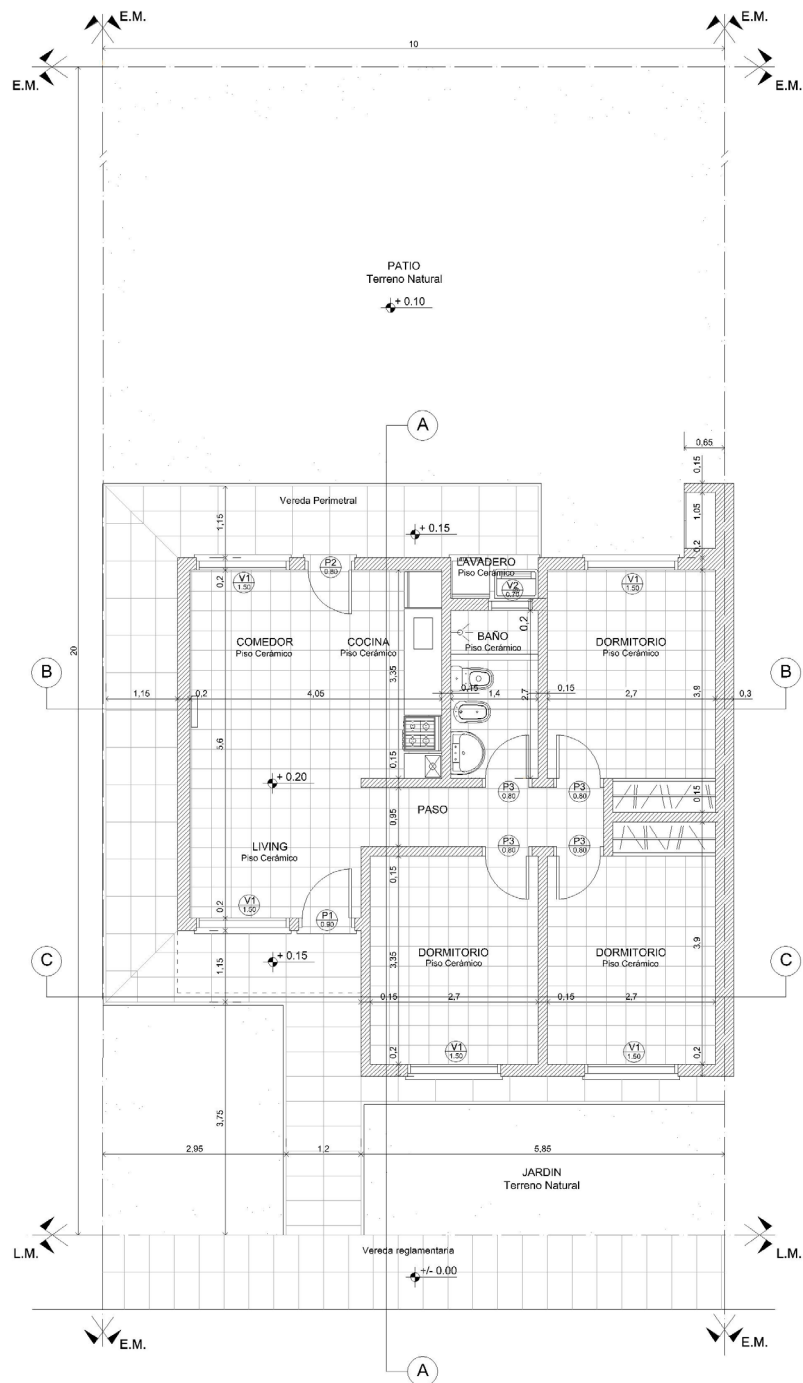 E.M.
E.M.
10
E.M.
E.M.
PATIO
Terreno Natural
+ 0.10
A
0,65
0,15
Vereda Perimetral
1,15
1,05
+ 0.15
0,2
P2
0.80
LAVADERO
Piso Cerámico
V1
1.50
0,2
V2
0.70
V1
1.50
20
0,2
COMEDOR
Piso Cerámico
COCINA
Piso Cerámico
BAÑO
Piso Cerámico
DORMITORIO
Piso Cerámico
3,35
B
B
1,15
0,2
4,05
0,15
1,4
2,7
0,15
2,7
3,9
0,3
5,6
0,15
+ 0.20
P3
0.80
P3
0.80
0,15
PASO
0,95
LIVING
Piso Cerámico
P3
0.80
P3
0.80
0,15
V1
1.50
0,2
P1
0.90
C
+ 0.15
1,15
3,35
DORMITORIO
Piso Cerámico
DORMITORIO
Piso Cerámico
3,9
C
0,15
2,7
0,15
2,7
0,2
V1
1.50
V1
1.50
0,2
3,75
2,95
1,2
5,85
JARDIN
Terreno Natural
L.M.
L.M.
Vereda reglamentaria
+/- 0.00
E.M.
E.M.
A